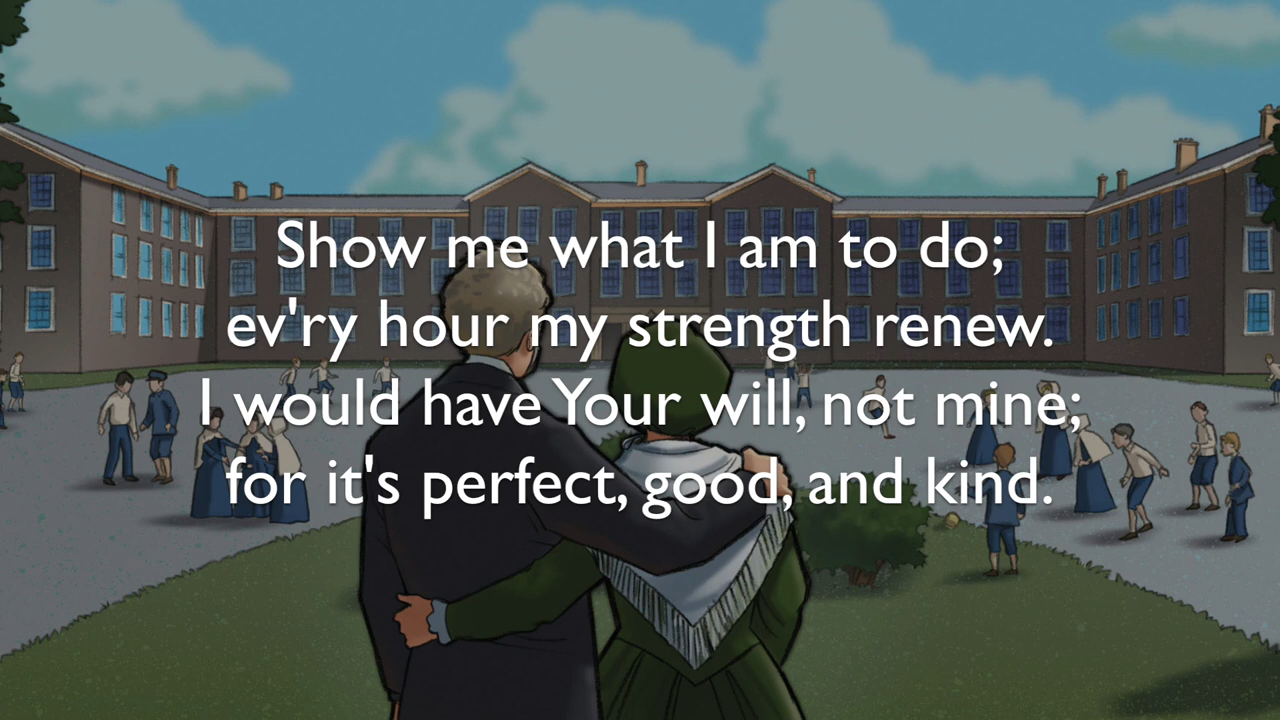 Show me what I am to do;
ev'ry hour my strength renew.
I would have Your will, not mine;
for it's perfect, good, and kind.